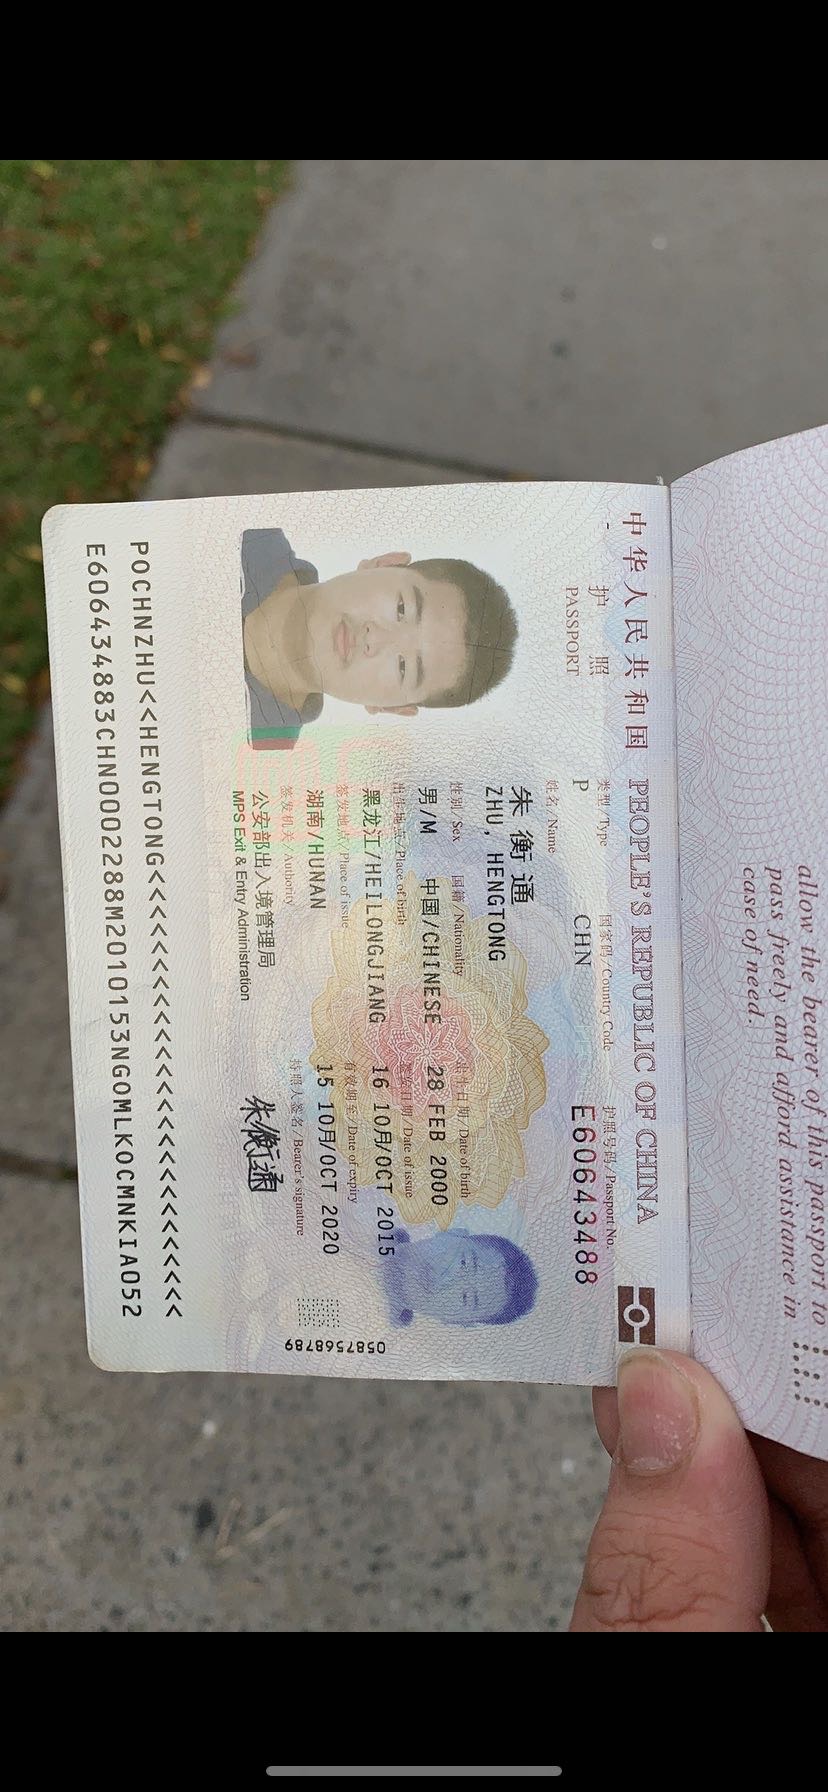 allow the bearer of this passport to
pass freely and afford assistance in
case of need.
中华人民共和国 PEOPLE'S REPUBLIC OF CHINA
护照
PASSPORT
类型/Type 国家码/Country Code 护照号码/Passport No.
P CHN E60643488
姓名/Name
朱衡通
ZHU, HENGTONG
性别/Sex 国籍/Nationality 出生日期/Date of birth
男/M 中国/CHINESE 28 FEB 2000
出生地点/Place of birth 签发日期/Date of issue
黑龙江/HEILONGJIANG 16 10月/OCT 2015
签发地点/Place of issue 有效期至/Date of expiry
湖南/HUNAN 15 10月/OCT 2020
签发机关/Authority 持照人签名/Bearer's signature
公安部出入境管理局
MPS Exit & Entry Administration
朱衡通
0587568789
POCHNZHU<<HENGTONG<<<<<<<<<<<<<<<<<<<<<<<<<<
E606434883CHN0002288M2010153NGOMLKOCMNKIA052